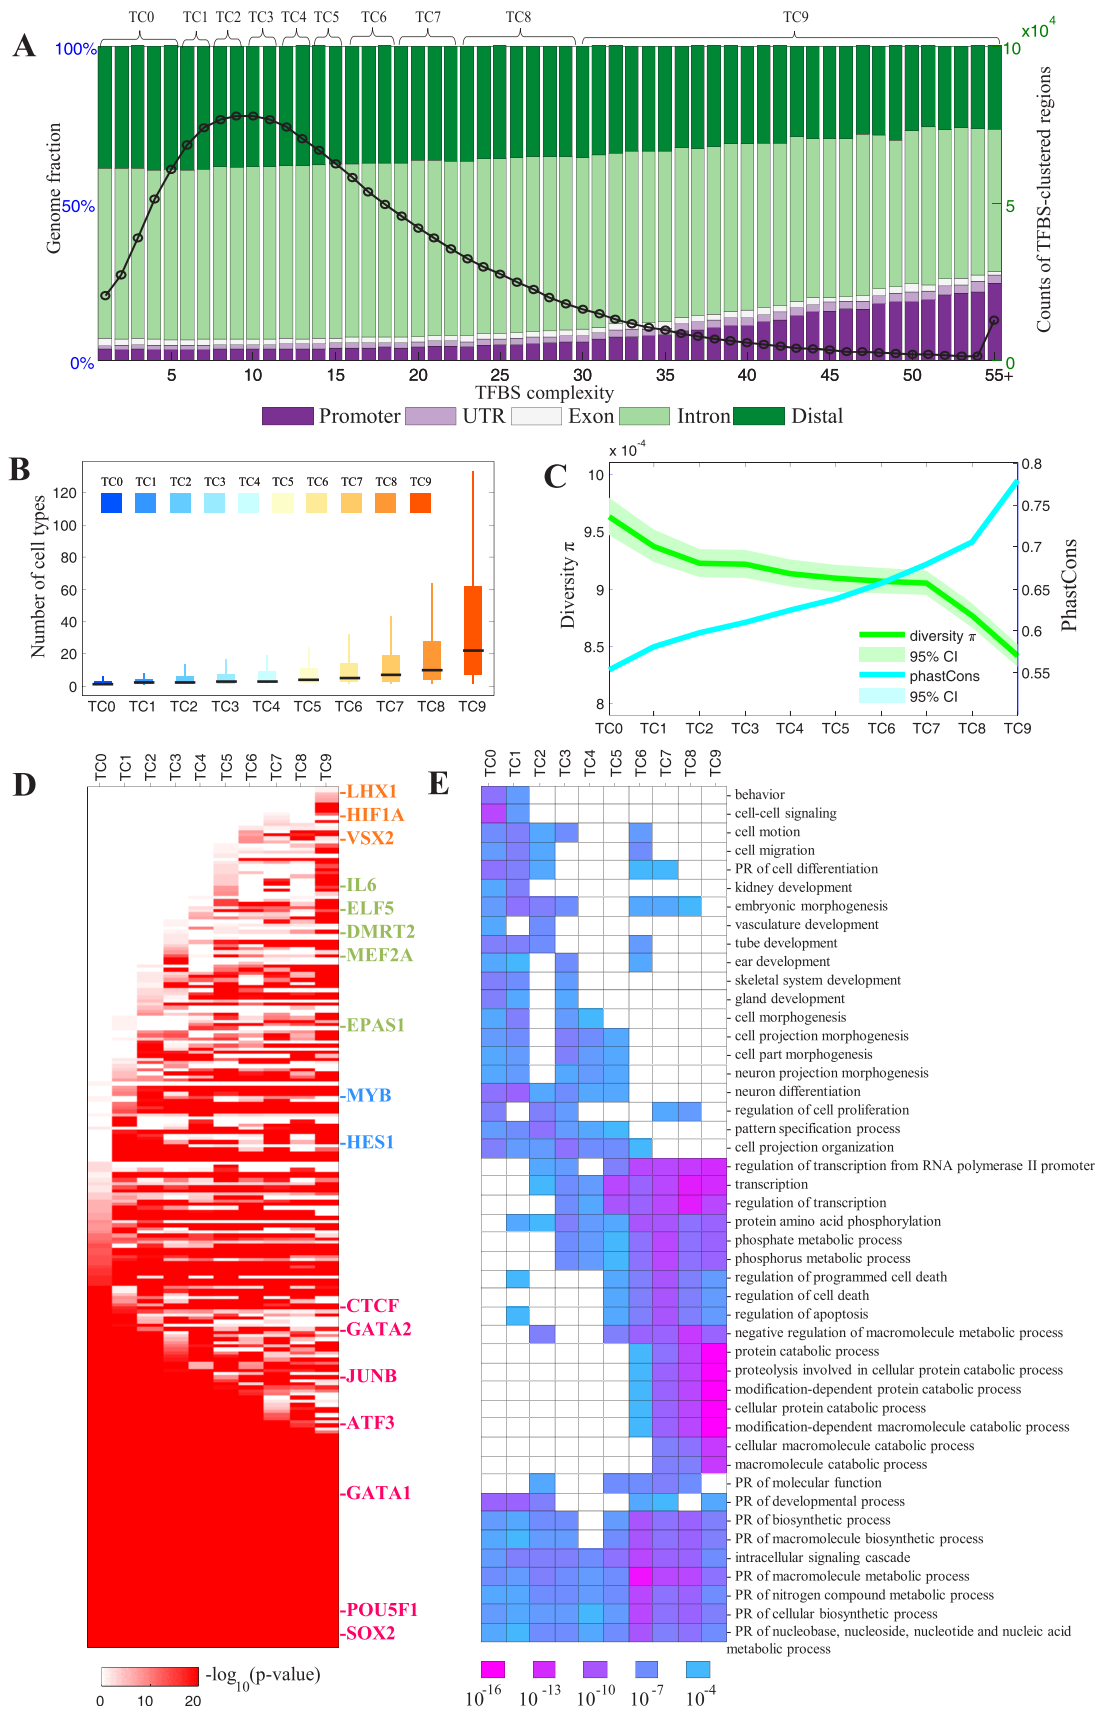 TC0 TC1 TC2 TC3 TC4 TC5 TC6 TC7 TC8 TC9
A
x10^4
100%
50%
0%
10
5
0
Genome fraction
Counts of TFBS-clustered regions
5 10 15 20 25 30 35 40 45 50 55+
TFBS complexity
Promoter UTR Exon Intron Distal
B
TC0 TC1 TC2 TC3 TC4 TC5 TC6 TC7 TC8 TC9
120
100
80
60
40
20
0
Number of cell types
TC0 TC1 TC2 TC3 TC4 TC5 TC6 TC7 TC8 TC9
C
x 10^-4
10
9.5
9
8.5
8
Diversity π
0.8
0.75
0.7
0.65
0.6
0.55
PhastCons
diversity π
95% CI
phastCons
95% CI
TC0 TC1 TC2 TC3 TC4 TC5 TC6 TC7 TC8 TC9
D
TC0 TC1 TC2 TC3 TC4 TC5 TC6 TC7 TC8 TC9
-LHX1
-HIF1A
-VSX2
-IL6
-ELF5
-DMRT2
-MEF2A
-EPAS1
-MYB
-HES1
-CTCF
-GATA2
-JUNB
-ATF3
-GATA1
-POU5F1
-SOX2
-log10(p-value)
0 10 20
E
TC0 TC1 TC2 TC3 TC4 TC5 TC6 TC7 TC8 TC9
behavior
cell-cell signaling
cell motion
cell migration
PR of cell differentiation
kidney development
embryonic morphogenesis
vasculature development
tube development
ear development
skeletal system development
gland development
cell morphogenesis
cell projection morphogenesis
cell part morphogenesis
neuron projection morphogenesis
neuron differentiation
regulation of cell proliferation
pattern specification process
cell projection organization
regulation of transcription from RNA polymerase II promoter
transcription
regulation of transcription
protein amino acid phosphorylation
phosphate metabolic process
phosphorus metabolic process
regulation of programmed cell death
regulation of cell death
regulation of apoptosis
negative regulation of macromolecule metabolic process
protein catabolic process
proteolysis involved in cellular protein catabolic process
modification-dependent protein catabolic process
cellular protein catabolic process
modification-dependent macromolecule catabolic process
cellular macromolecule catabolic process
macromolecule catabolic process
PR of molecular function
PR of developmental process
PR of biosynthetic process
PR of macromolecule biosynthetic process
intracellular signaling cascade
PR of macromolecule metabolic process
PR of nitrogen compound metabolic process
PR of cellular biosynthetic process
PR of nucleobase, nucleoside, nucleotide and nucleic acid
metabolic process
10^-16 10^-13 10^-10 10^-7 10^-4